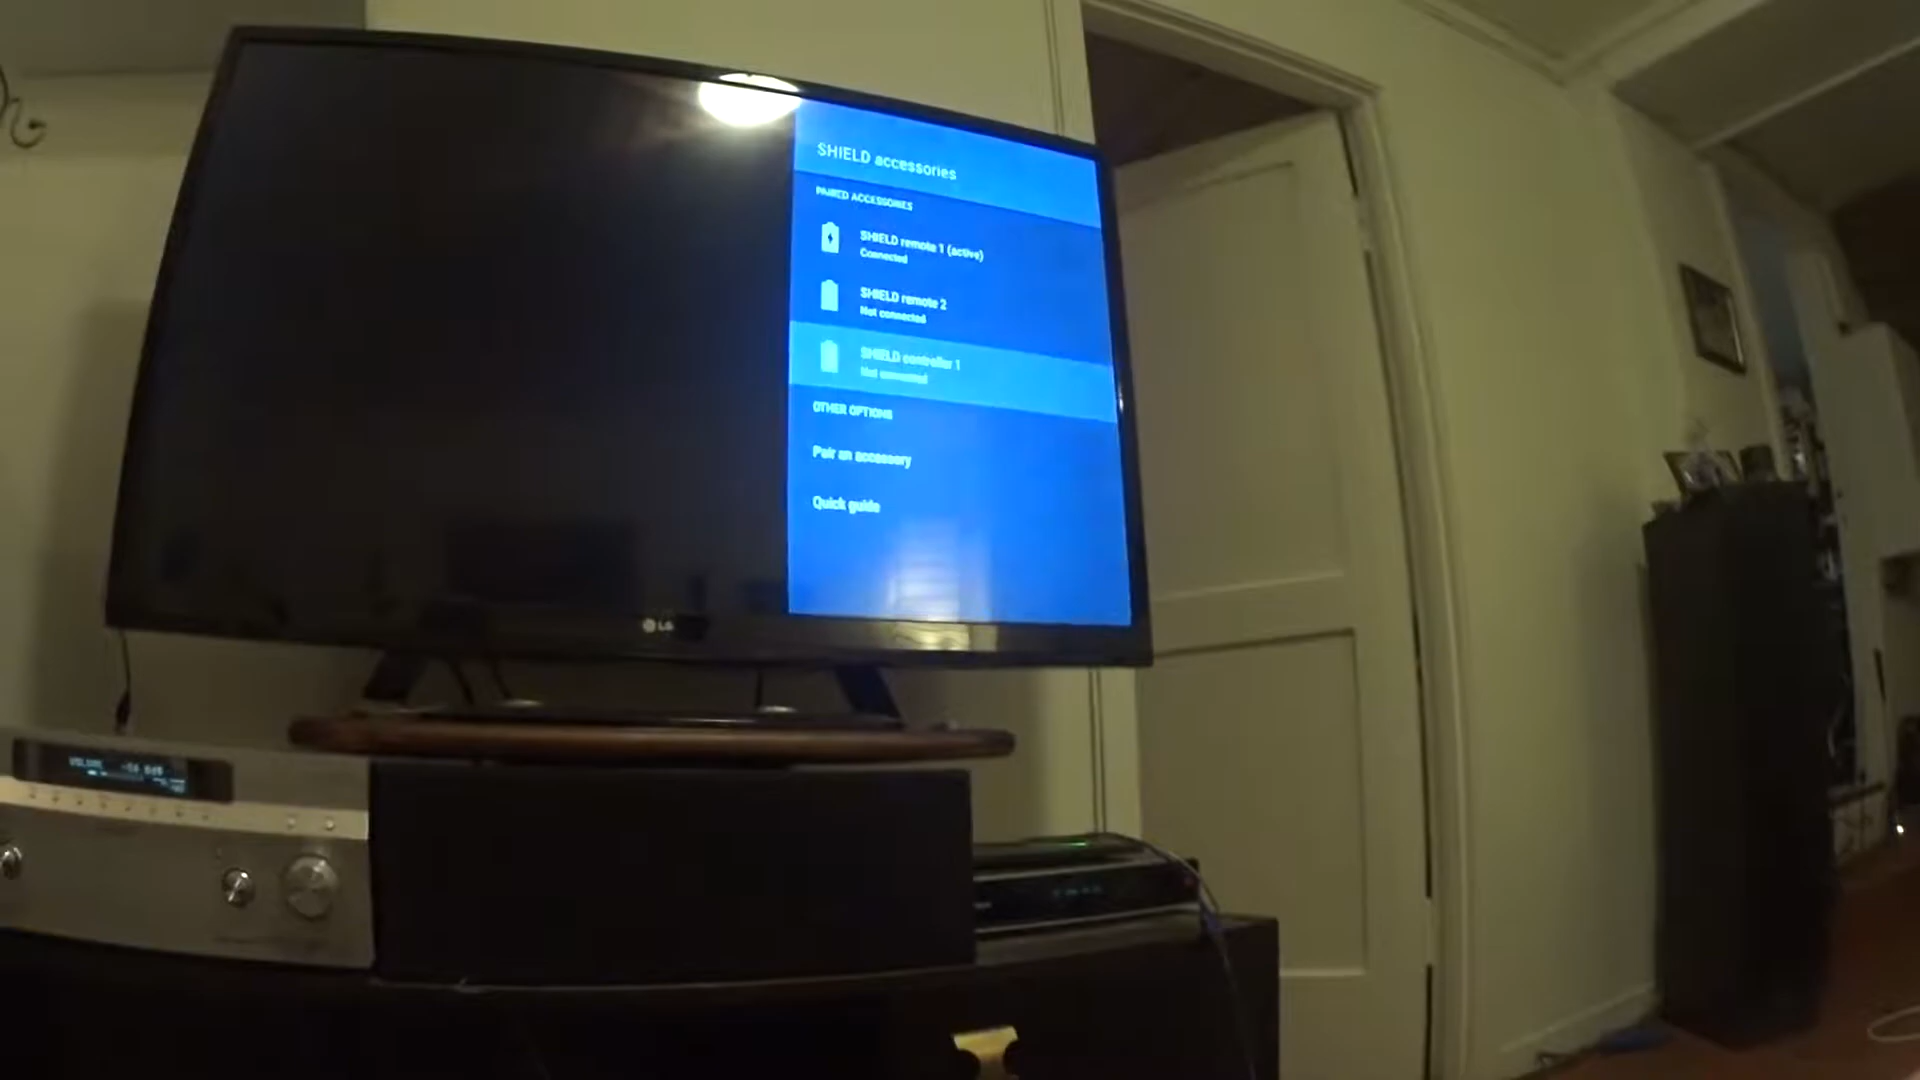 SHIELD accessories
PAIRED ACCESSORIES
SHIELD remote 1 (active)
Connected
SHIELD remote 2
Not connected
SHIELD controller 1
Not connected
OTHER OPTIONS
Pair an accessory
Quick guide
LG
VOLUME